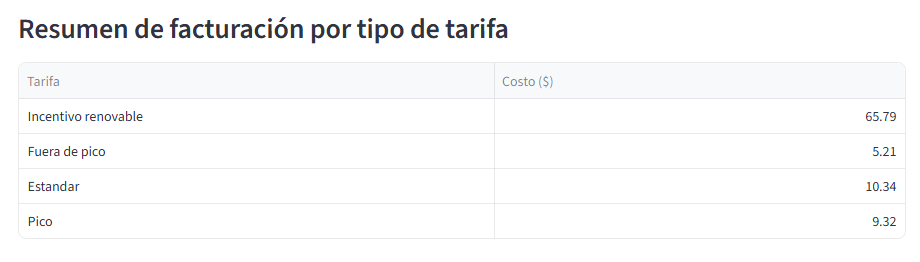 Resumen de facturación por tipo de tarifa
Tarifa Costo ($)
Incentivo renovable 65.79
Fuera de pico 5.21
Estandar 10.34
Pico 9.32